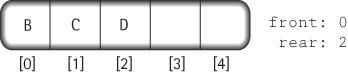 B C D front: 0
rear: 2
[0] [1] [2] [3] [4]